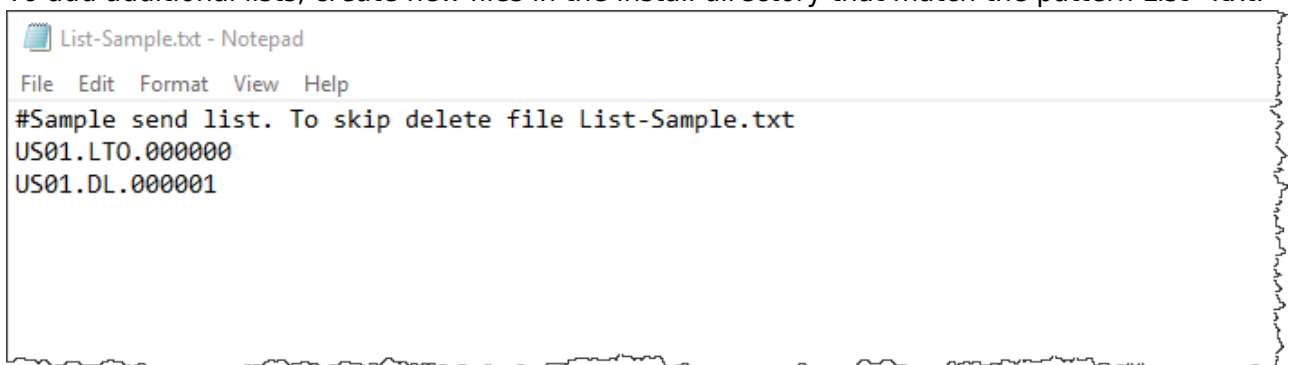 To add additional lists, create new files in the install directory that match the pattern
List-Sample.txt - Notepad
File Edit Format View Help
#Sample send list. To skip delete file List-Sample.txt
US01.LTO.000000
US01.DL.000001